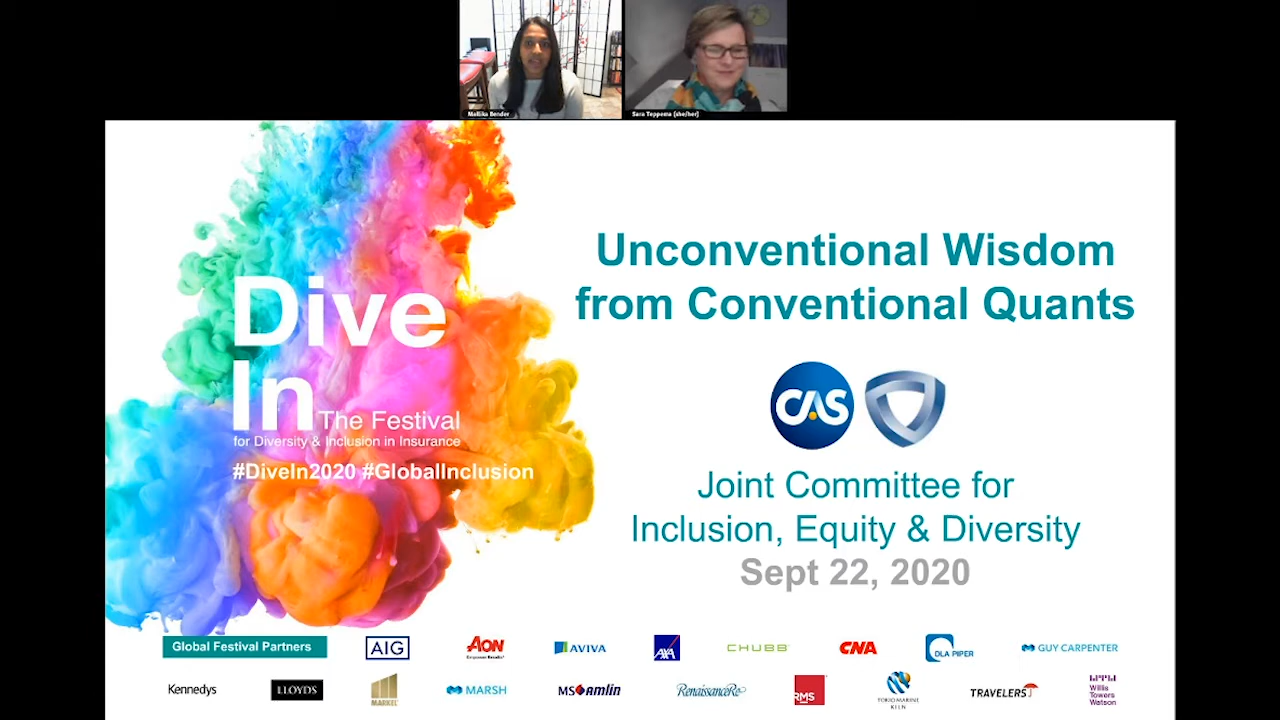 Mallika Bender
Sara Teppema (she/her)
Unconventional Wisdom
from Conventional Quants
Dive
In The Festival
for Diversity & Inclusion in Insurance
#DiveIn2020 #GlobalInclusion
CAS
Joint Committee for
Inclusion, Equity & Diversity
Sept 22, 2020
Global Festival Partners
AIG
AON
Empower Results®
AVIVA
AXA
CHUBB
CNA
DLA PIPER
GUY CARPENTER
Kennedys
LLOYDS
MARKEL
MARSH
MS Amlin
RenaissanceRe
RMS
TOKIO MARINE
KILN
TRAVELERS
Willis
Towers
Watson